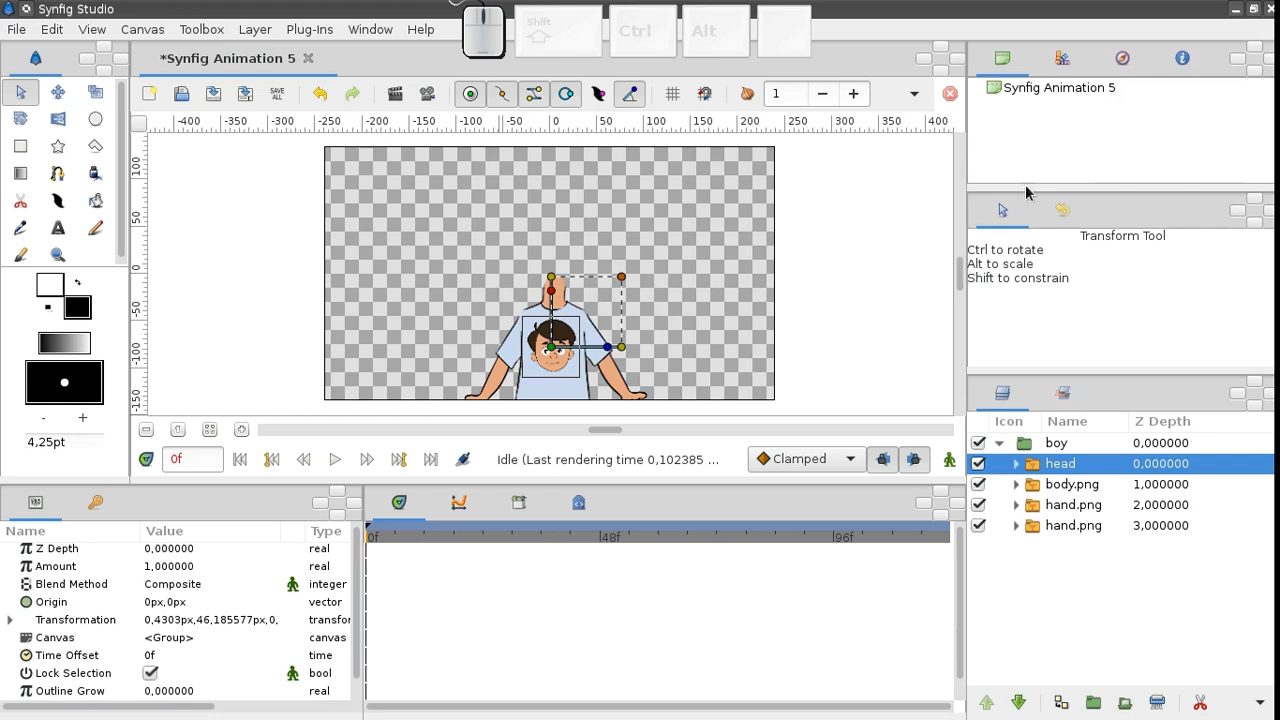 Synfig Studio
File Edit View Canvas Toolbox Layer Plug-Ins Window Help
Shift Ctrl Alt
*Synfig Animation 5
SAVE ALL
1
-400 -350 -300 -250 -200 -150 -100 -50 0 50 100 150 200 250 300 350 400
100
50
0
-50
-100
-150
4,25pt
0f
Idle (Last rendering time 0,102385 ...
Clamped
Name Value Type
Z Depth 0,000000 real
Amount 1,000000 real
Blend Method Composite integer
Origin 0px,0px vector
Transformation 0,4303px,46,185577px,0, transfor
Canvas <Group> canvas
Time Offset 0f time
Lock Selection bool
Outline Grow 0,000000 real
0f 48f 96f
Synfig Animation 5
Transform Tool
Ctrl to rotate
Alt to scale
Shift to constrain
Icon Name Z Depth
boy 0,000000
head 0,000000
body.png 1,000000
hand.png 2,000000
hand.png 3,000000